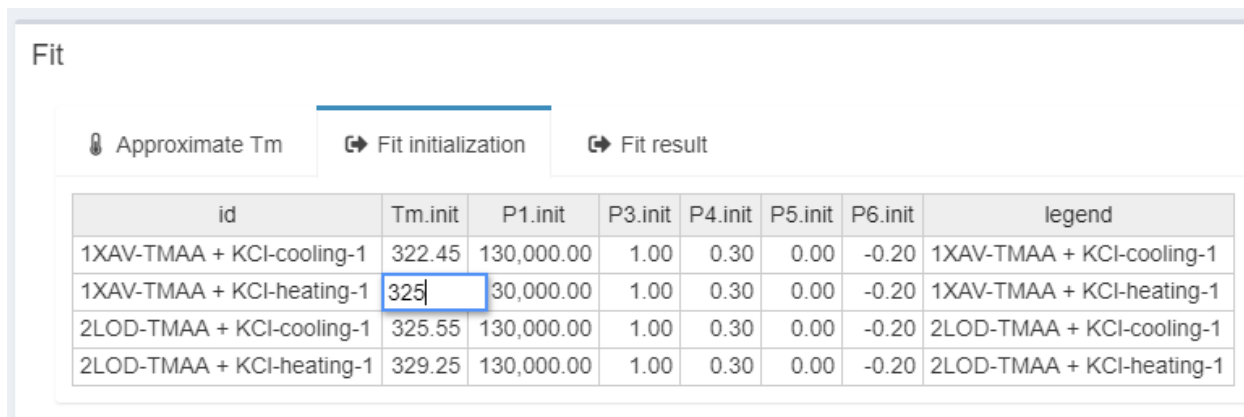 Fit
Approximate Tm Fit initialization Fit result
id Tm.init P1.init P3.init P4.init P5.init P6.init legend
1XAV-TMAA + KCl-cooling-1 322.45 130,000.00 1.00 0.30 0.00 -0.20 1XAV-TMAA + KCl-cooling-1
1XAV-TMAA + KCl-heating-1 325 30,000.00 1.00 0.30 0.00 -0.20 1XAV-TMAA + KCl-heating-1
2LOD-TMAA + KCl-cooling-1 325.55 130,000.00 1.00 0.30 0.00 -0.20 2LOD-TMAA + KCl-cooling-1
2LOD-TMAA + KCl-heating-1 329.25 130,000.00 1.00 0.30 0.00 -0.20 2LOD-TMAA + KCl-heating-1